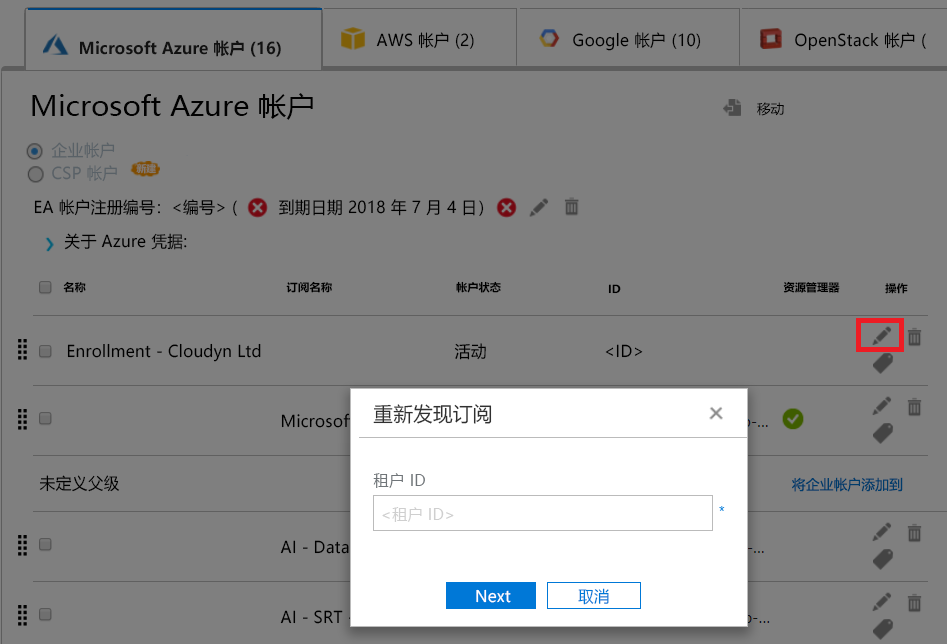 Microsoft Azure 帐户 (16)
AWS 帐户 (2)
Google 帐户 (10)
OpenStack 帐户 (
Microsoft Azure 帐户
移动
企业帐户
CSP 帐户
EA 帐户注册编号: <编号> ( 到期日期 2018 年 7 月 4 日)
关于 Azure 凭据:
名称 订阅名称 帐户状态 ID 资源管理器 操作
Enrollment - Cloudyn Ltd 活动 <ID>
Microsof
重新发现订阅
租户 ID
<租户 ID> *
Next 取消
未定义父级 将企业帐户添加到
AI - Data
AI - SRT